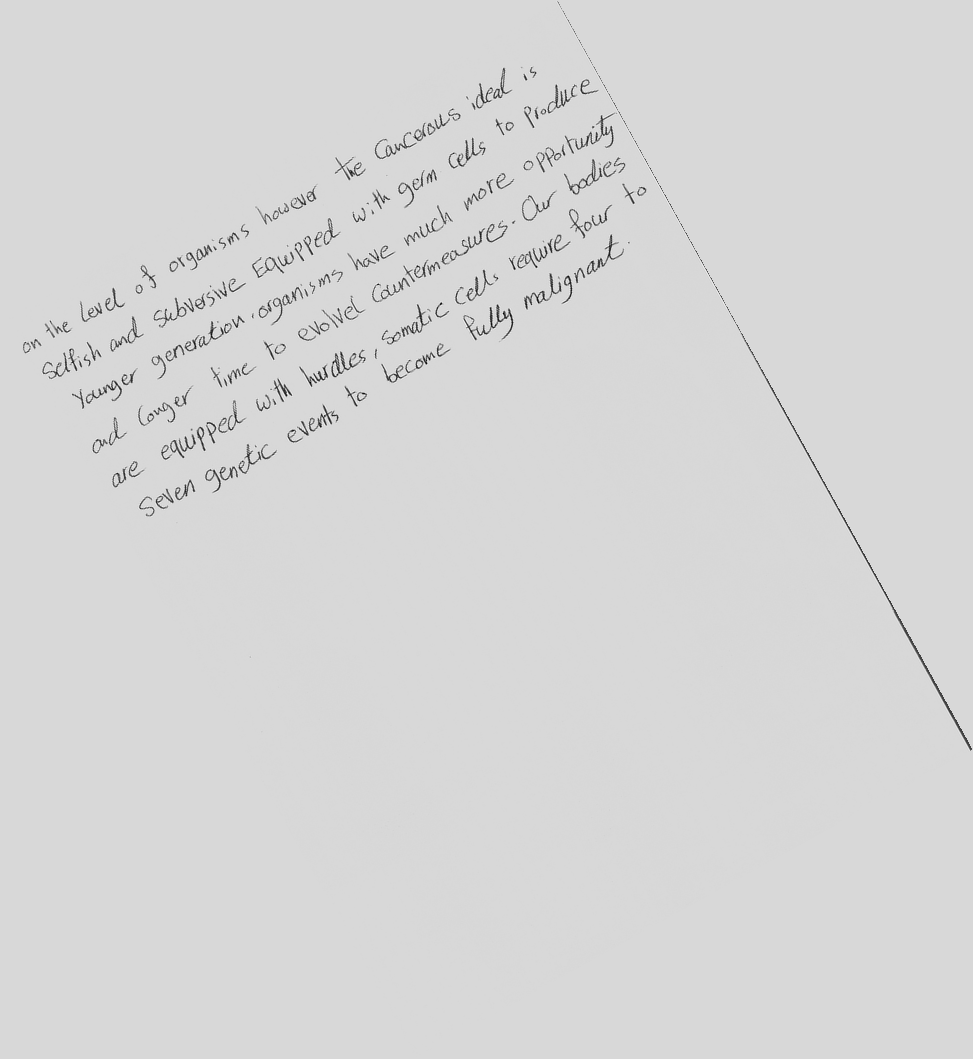 on the level of organisms however the cancerous ideal is
selfish and subversive Equipped with germ cells to produce
Younger generation. organisms have much more opportunity
and longer time to evolvel countermeasures. Our bodies
are equipped with hurdles, somatic cells require four to
Seven genetic events to become fully malignant.